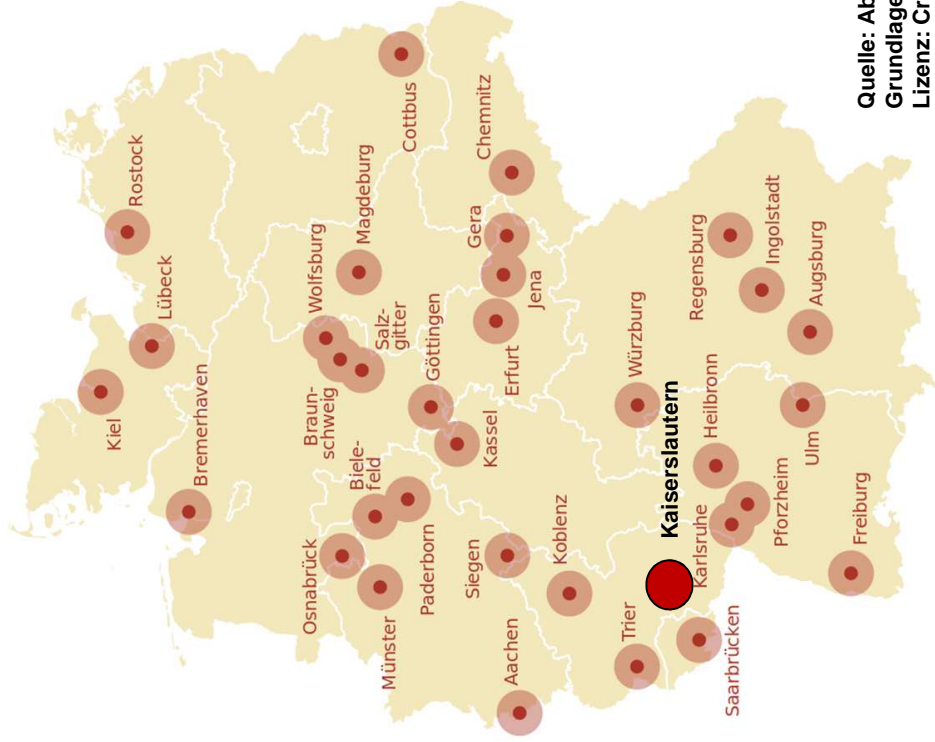 Kiel
Lübeck
Rostock
Bremerhaven
Osnabrück
Münster
Biele-
feld
Paderborn
Braun-
schweig
Wolfsburg
Salz-
gitter
Magdeburg
Cottbus
Göttingen
Kassel
Siegen
Aachen
Koblenz
Erfurt
Jena
Gera
Chemnitz
Trier
Saarbrücken
Kaiserslautern
Karlsruhe
Pforzheim
Heilbronn
Würzburg
Regensburg
Ingolstadt
Augsburg
Ulm
Freiburg
Quelle: Ab
Grundlage
Lizenz: Cr